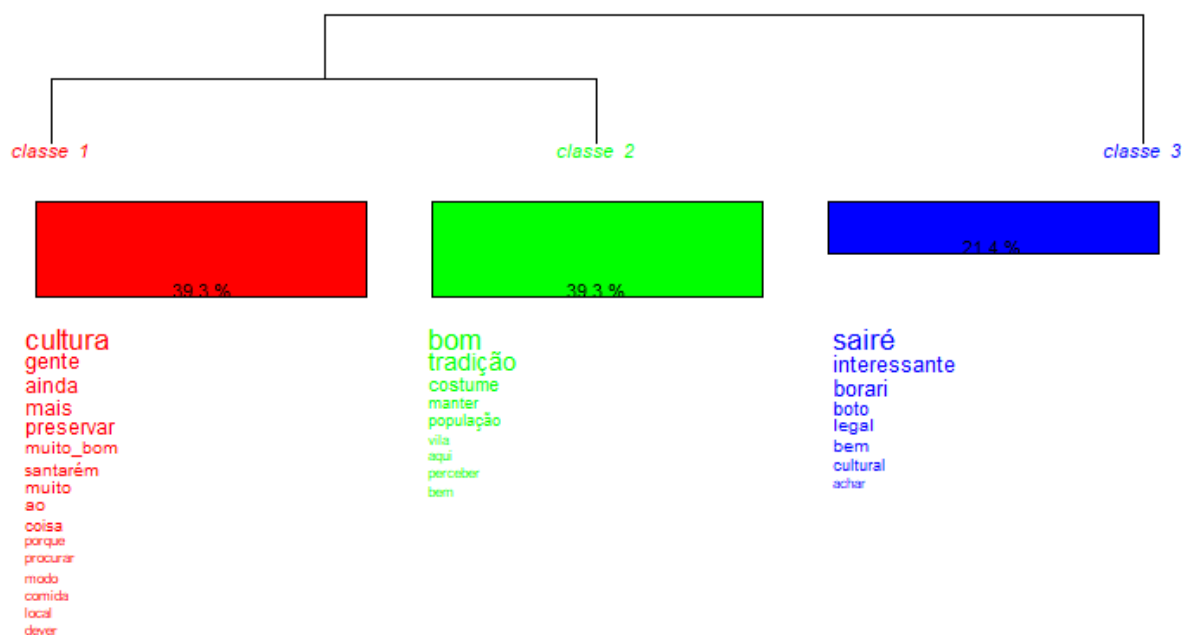 classe 1
classe 2
classe 3
39.3 %
39.3 %
21.4 %
cultura
gente
ainda
mais
preservar
muito_bom
santarém
muito
ao
coisa
porque
procurar
modo
comida
local
dever
bom
tradição
costume
manter
população
vila
aqui
perceber
bem
sairé
interessante
borari
boto
legal
bem
cultural
achar